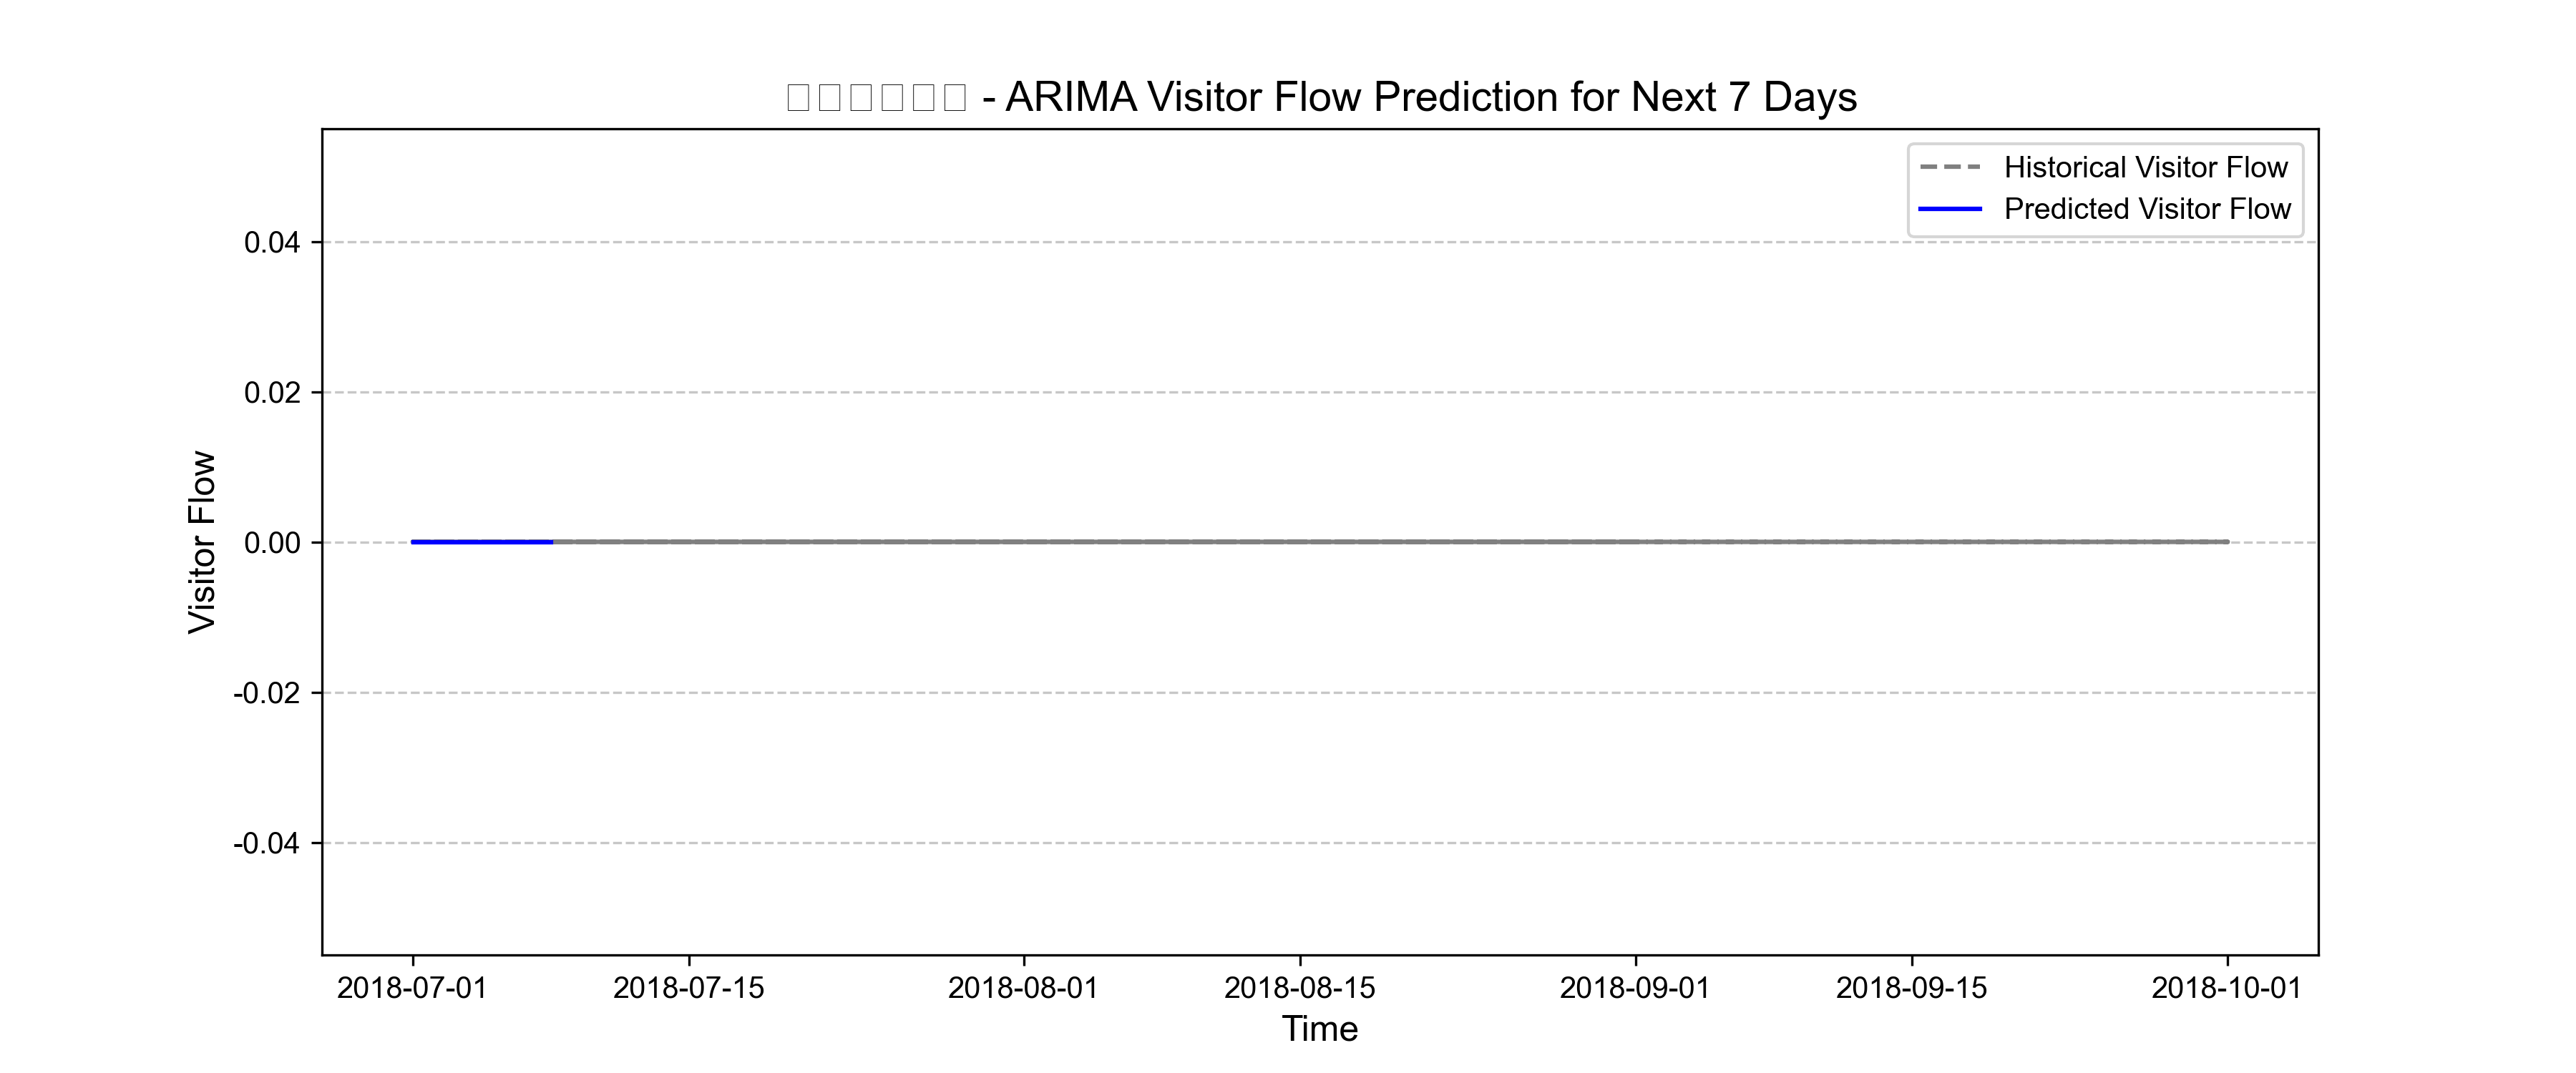 - ARIMA Visitor Flow Prediction for Next 7 Days
Historical Visitor Flow
Predicted Visitor Flow
0.04
0.02
0.00
-0.02
-0.04
Visitor Flow
2018-07-01 2018-07-15 2018-08-01 2018-08-15 2018-09-01 2018-09-15 2018-10-01
Time